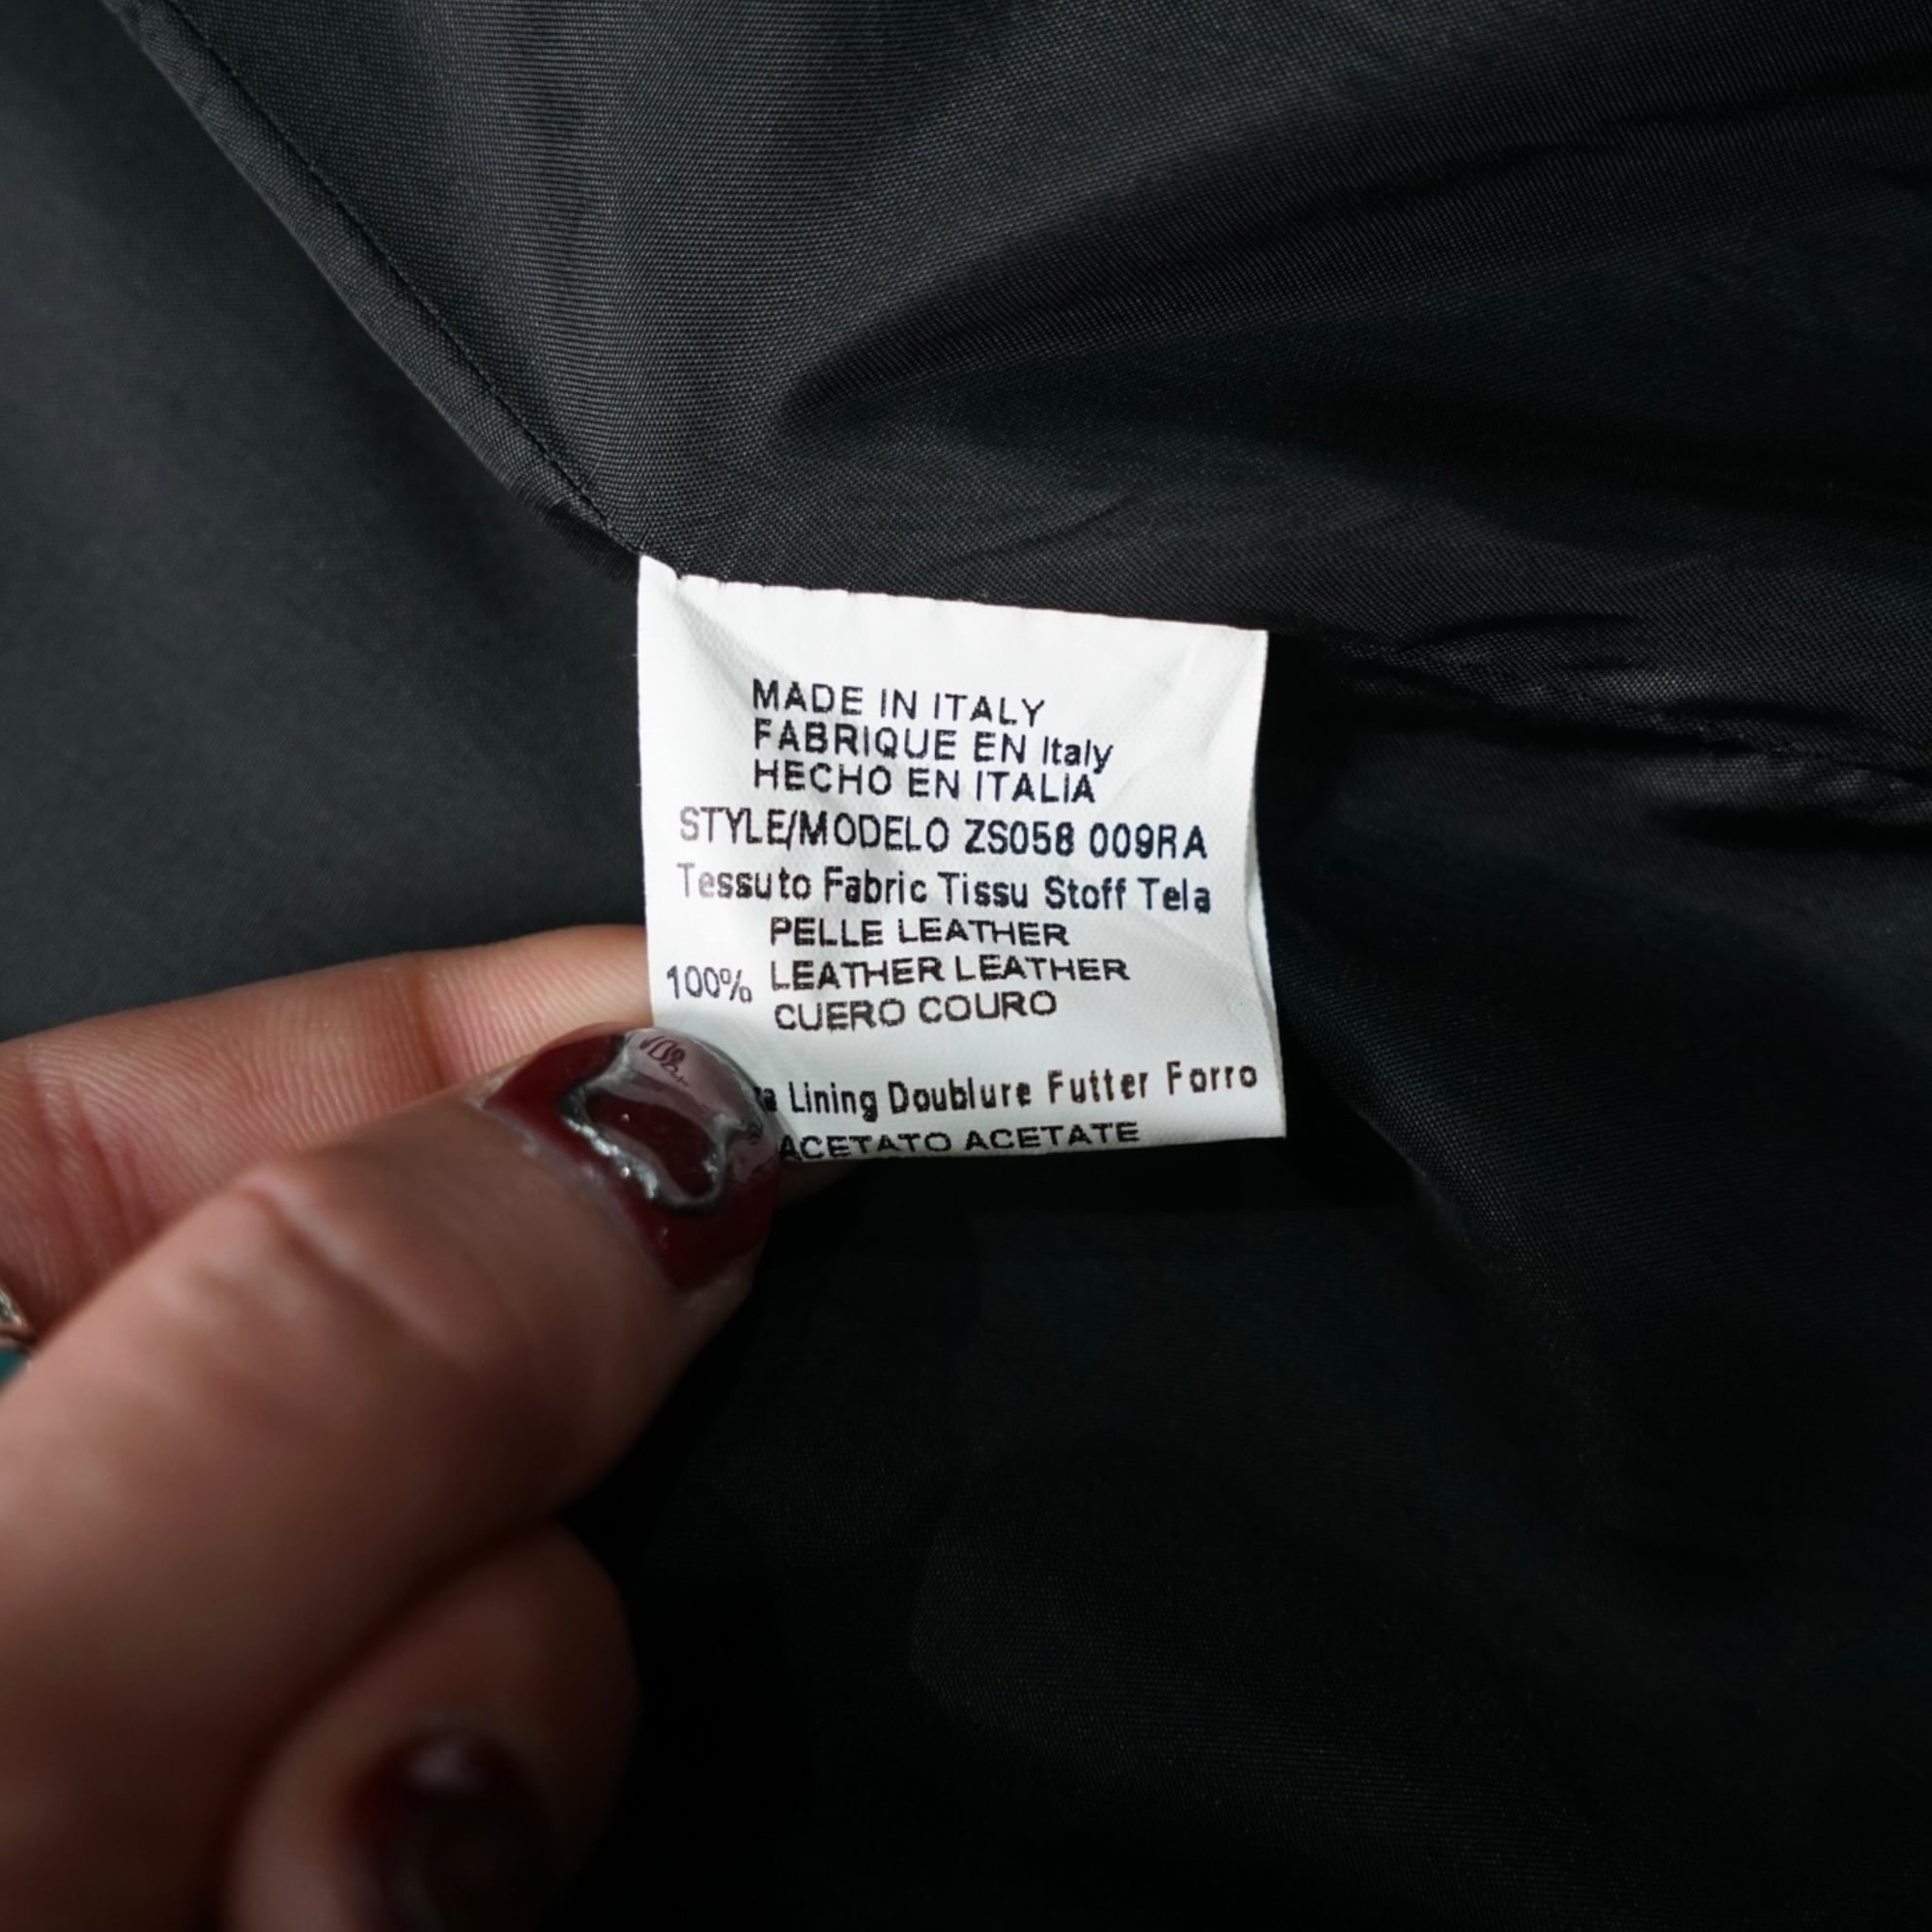 MADE IN ITALY
FABRIQUE EN Italy
HECHO EN ITALIA
STYLE/MODELO ZS058 009RA
Tessuto Fabric Tissu Stoff Tela
PELLE LEATHER
100% LEATHER LEATHER
CUERO COURO
Lining Doublure Futter Forro
ACETATO ACETATE